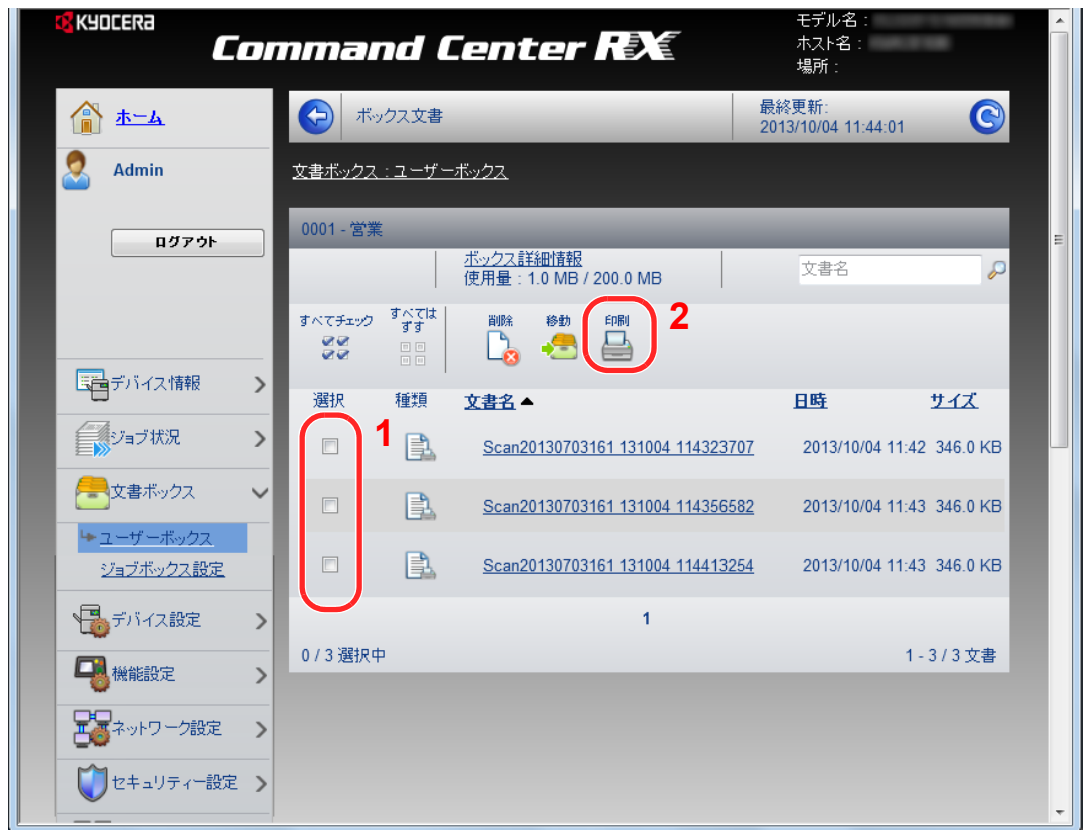 KYOCERA
Command Center RX
モデル名 :
ホスト名 :
場所 :
ホーム
Admin
ログアウト
デバイス情報
ジョブ状況
文書ボックス
ユーザーボックス
ジョブボックス設定
デバイス設定
機能設定
ネットワーク設定
セキュリティー設定
ボックス文書
最終更新:
2013/10/04 11:44:01
文書ボックス : ユーザーボックス
0001 - 営業
ボックス詳細情報
使用量 : 1.0 MB / 200.0 MB
文書名
すべてチェック
すべては
ずす
削除
移動
印刷
2
選択 種類 文書名 日時 サイズ
1
Scan20130703161 131004 114323707 2013/10/04 11:42 346.0 KB
Scan20130703161 131004 114356582 2013/10/04 11:43 346.0 KB
Scan20130703161 131004 114413254 2013/10/04 11:43 346.0 KB
1
0 / 3 選択中
1 - 3 / 3 文書